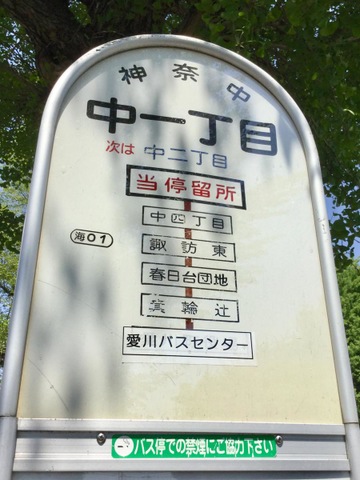 神奈中
中一丁目
次は 中二丁目
当停留所
中四丁目
諏訪東
海01
春日台団地
箕輪辻
愛川バスセンター
バス停での禁煙にご協力下さい